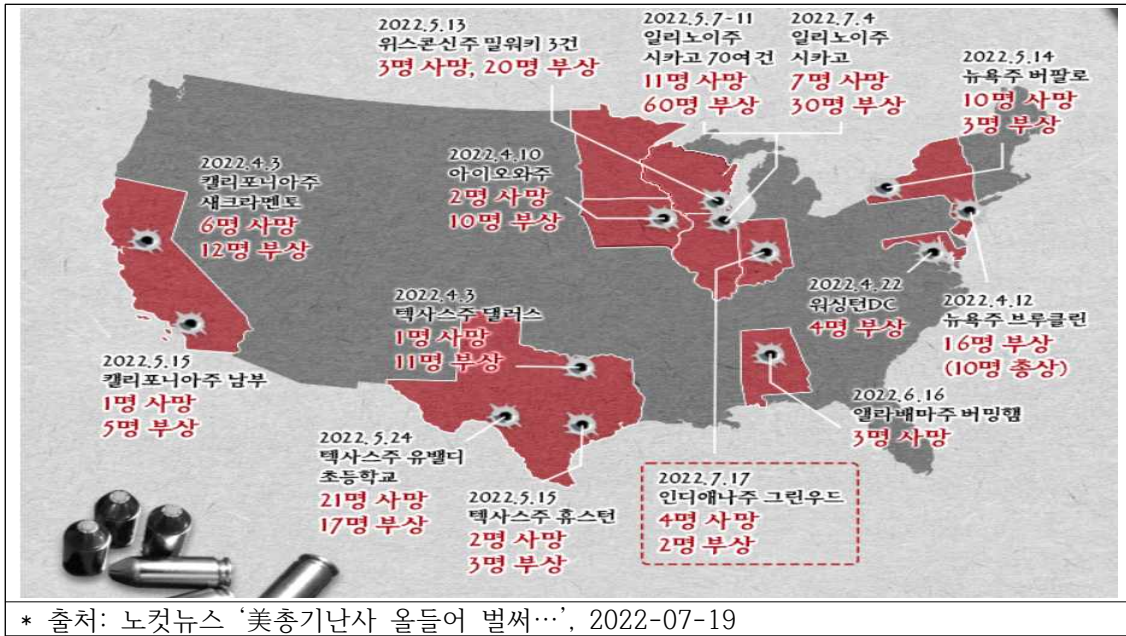 2022.5.13
위스콘신주 밀워키 3건
3명 사망, 20명 부상
2022.5.7-11
일리노이주
시카고 70여 건
11명 사망
60명 부상
2022.7.4
일리노이주
시카고
7명 사망
30명 부상
2022.5.14
뉴욕주 버팔로
10명 사망
3명 부상
2022.4.3
캘리포니아주
새크라멘토
6명 사망
12명 부상
2022.4.10
아이오와주
2명 사망
10명 부상
2022.4.3
텍사스주 댈러스
1명 사망
11명 부상
2022.4.22
워싱턴DC
4명 부상
2022.4.12
뉴욕주 브루클린
16명 부상
(10명 총상)
2022.5.15
캘리포니아주 남부
1명 사망
5명 부상
2022.6.16
앨라배마주 버밍햄
3명 사망
2022.5.24
텍사스주 유밸디
초등학교
21명 사망
17명 부상
2022.5.15
텍사스주 휴스턴
2명 사망
3명 부상
2022.7.17
인디애나주 그린우드
4명 사망
2명 부상
* 출처: 노컷뉴스 ‘美총기난사 올들어 벌써…’, 2022-07-19